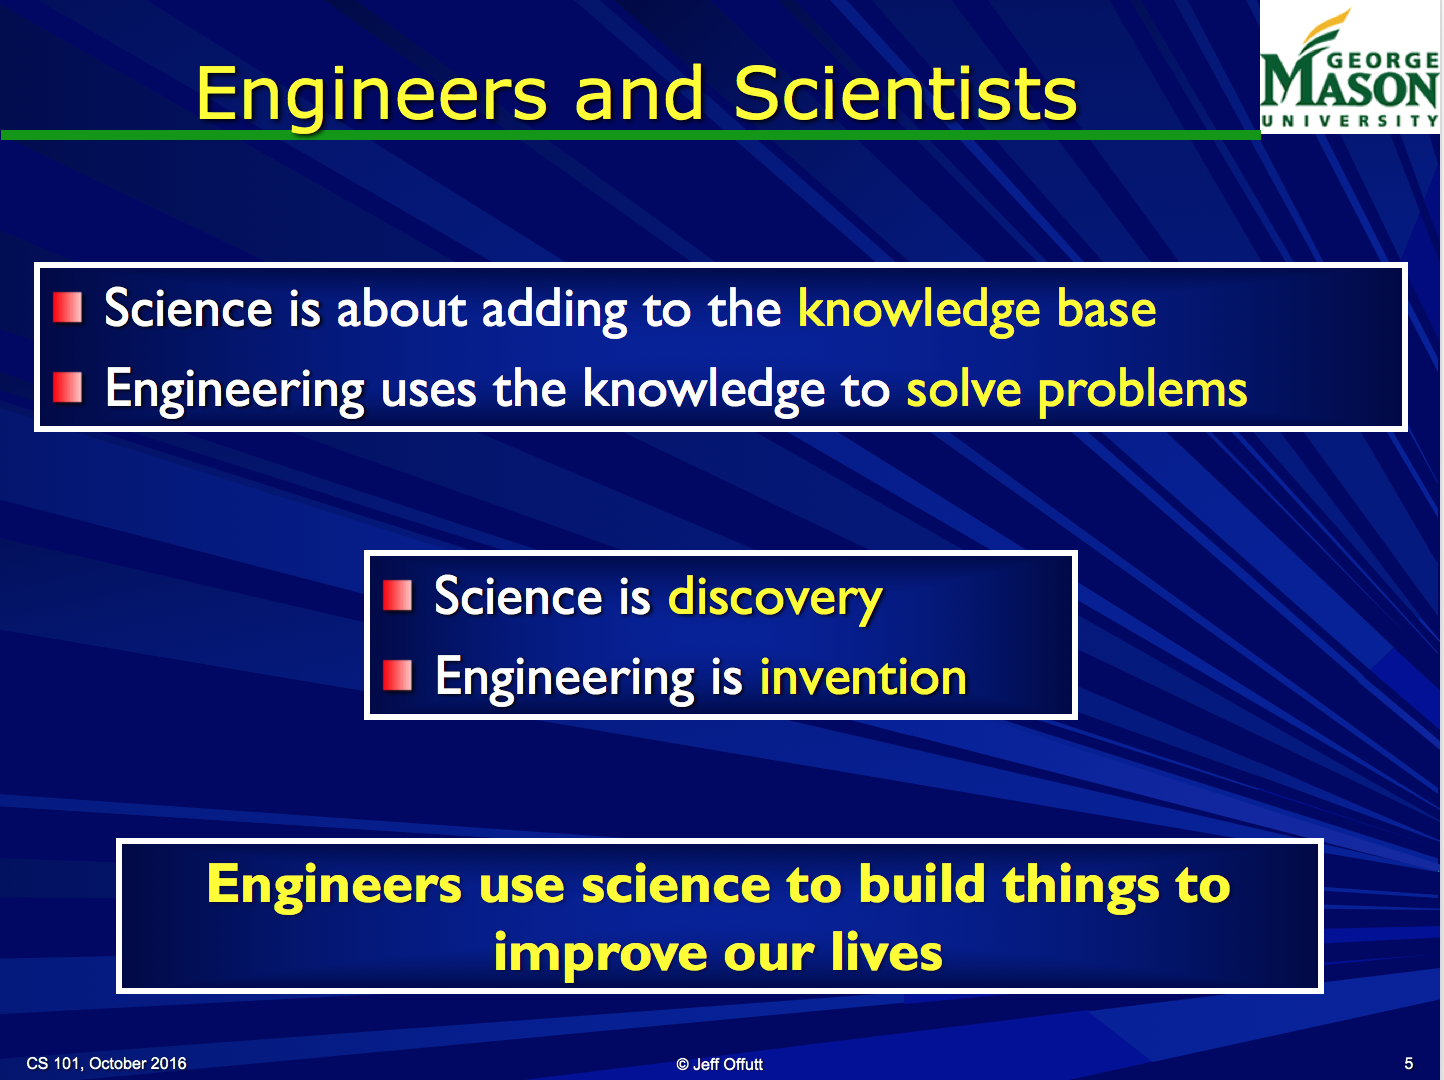 Engineers and Scientists
GEORGE
MASON
UNIVERSITY
Science is about adding to the knowledge base
Engineering uses the knowledge to solve problems
Science is discovery
Engineering is invention
Engineers use science to build things to
improve our lives
CS 101, October 2016
© Jeff Offutt
5